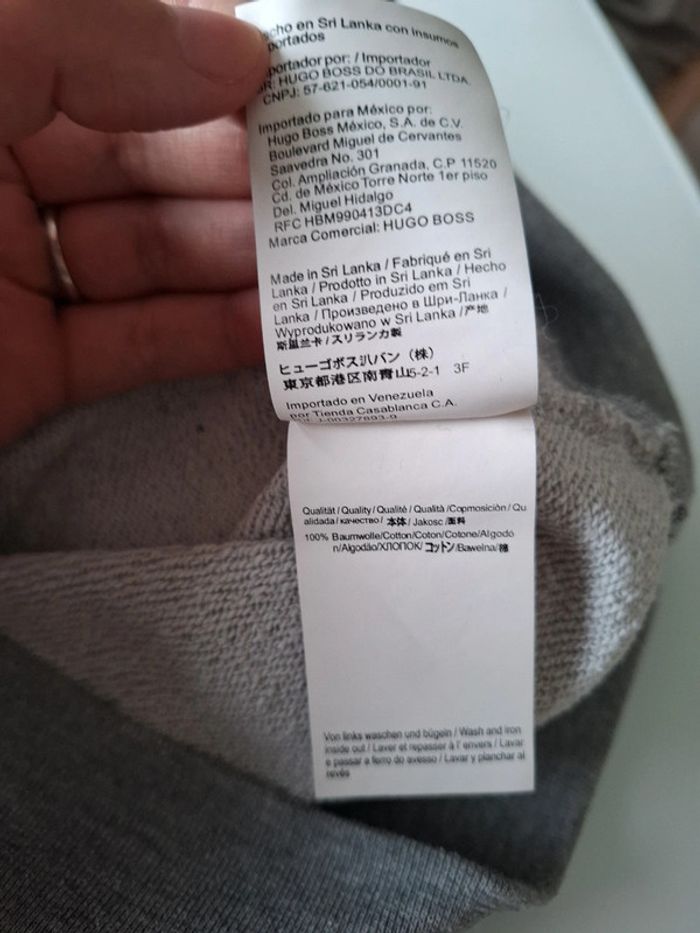 cho en Sri Lanka con insumos
portados
portador por: / Importador
R: HUGO BOSS DO BRASIL LTDA.
CNPJ: 57-621-054/0001-91
Importado para México por:
Hugo Boss México, S.A. de C.V.
Boulevard Miguel de Cervantes
Saavedra No. 301
Col. Ampliación Granada, C.P 11520
Cd. de México Torre Norte 1er piso
Del. Miguel Hidalgo
RFC HBM990413DC4
Marca Comercial: HUGO BOSS
Made in Sri Lanka / Fabriqué en Sri
Lanka / Prodotto in Sri Lanka / Hecho
en Sri Lanka / Produzido em Sri
Lanka / Произведено в Шри-Ланка /
Wyprodukowano w Sri Lanka /产地
斯里兰卡/スリランカ製
ヒューゴボスジャパン（株）
東京都港区南青山5-2-1 3F
Importado en Venezuela
por Tienda Casablanca C.A.
J-00327893-9
Qualität / Quality / Qualité / Qualità /Copmosición / Qu
alidada / качество / 本体 / Jakosc /面料
100% Baumwolle/Cotton/Coton/Cotone/Algodó
n/Algodão/ХЛОПОК/ コットン/Bawelna/棉
Von links waschen und bügeln / Wash and iron
inside out / Laver et repasser à l' envers / Lavar
e passar a ferro do avesso / Lavar y planchar al
revés